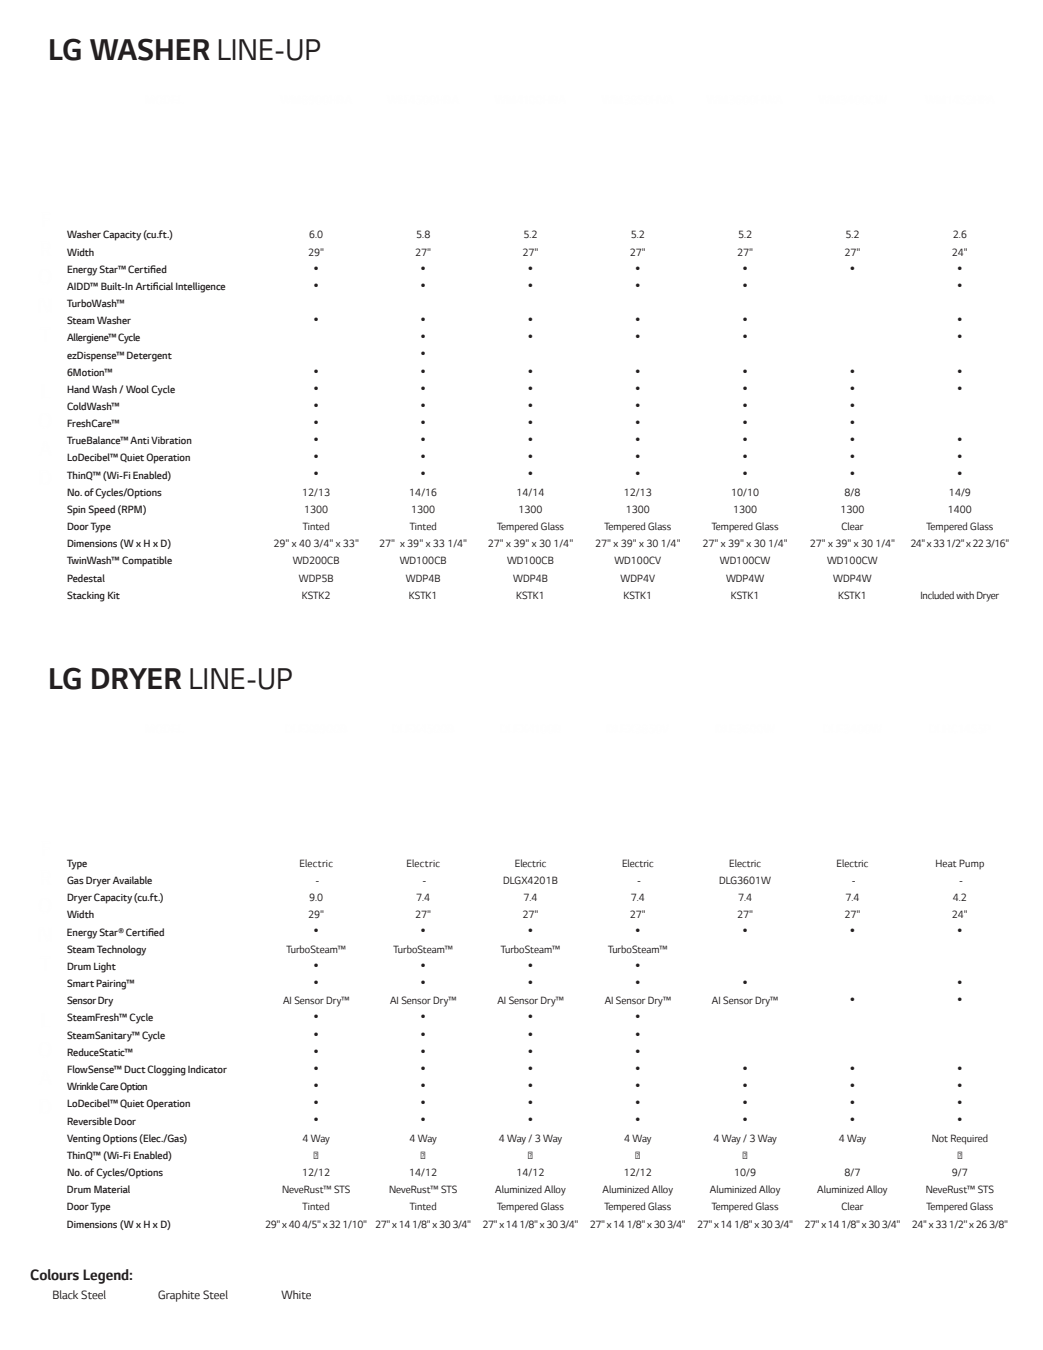 LG WASHER LINE-UP
Washer Capacity (cu.ft.) 6.0 5.8 5.2 5.2 5.2 5.2 2.6
Width 29" 27" 27" 27" 27" 27" 24"
Energy Star™ Certified • • • • • • •
AIDD™ Built-In Artificial Intelligence • • • • • •
TurboWash™
Steam Washer • • • • • •
Allergiene™ Cycle • • • • •
ezDispense™ Detergent •
6Motion™ • • • • • • •
Hand Wash / Wool Cycle • • • • • • •
ColdWash™ • • • • • •
FreshCare™ • • • • • •
TrueBalance™ Anti Vibration • • • • • • •
LoDecibel™ Quiet Operation • • • • • • •
ThinQ™ (Wi-Fi Enabled) • • • • • • •
No. of Cycles/Options 12/13 14/16 14/14 12/13 10/10 8/8 14/9
Spin Speed (RPM) 1300 1300 1300 1300 1300 1300 1400
Door Type Tinted Tinted Tempered Glass Tempered Glass Tempered Glass Clear Tempered Glass
Dimensions (W x H x D) 29" x 40 3/4" x 33" 27" x 39" x 33 1/4" 27" x 39" x 30 1/4" 27" x 39" x 30 1/4" 27" x 39" x 30 1/4" 27" x 39" x 30 1/4" 24" x 33 1/2" x 22 3/16"
TwinWash™ Compatible WD200CB WD100CB WD100CB WD100CV WD100CW WD100CW
Pedestal WDP5B WDP4B WDP4B WDP4V WDP4W WDP4W
Stacking Kit KSTK2 KSTK1 KSTK1 KSTK1 KSTK1 KSTK1 Included with Dryer
LG DRYER LINE-UP
Type Electric Electric Electric Electric Electric Electric Heat Pump
Gas Dryer Available - - DLGX4201B - DLG3601W - -
Dryer Capacity (cu.ft.) 9.0 7.4 7.4 7.4 7.4 7.4 4.2
Width 29" 27" 27" 27" 27" 27" 24"
Energy Star® Certified • • • • • • •
Steam Technology TurboSteam™ TurboSteam™ TurboSteam™ TurboSteam™
Drum Light • • • •
Smart Pairing™ • • • • • •
Sensor Dry AI Sensor Dry™ AI Sensor Dry™ AI Sensor Dry™ AI Sensor Dry™ AI Sensor Dry™ • •
SteamFresh™ Cycle • • • •
SteamSanitary™ Cycle • • • •
ReduceStatic™ • • • •
FlowSense™ Duct Clogging Indicator • • • • • • •
Wrinkle Care Option • • • • • • •
LoDecibel™ Quiet Operation • • • • • • •
Reversible Door • • • • • • •
Venting Options (Elec./Gas) 4 Way 4 Way 4 Way / 3 Way 4 Way 4 Way / 3 Way 4 Way Not Required
ThinQ™ (Wi-Fi Enabled)
No. of Cycles/Options 12/12 14/12 14/12 12/12 10/9 8/7 9/7
Drum Material NeveRust™ STS NeveRust™ STS Aluminized Alloy Aluminized Alloy Aluminized Alloy Aluminized Alloy NeveRust™ STS
Door Type Tinted Tinted Tempered Glass Tempered Glass Tempered Glass Clear Tempered Glass
Dimensions (W x H x D) 29" x 40 4/5" x 32 1/10" 27" x 14 1/8" x 30 3/4" 27" x 14 1/8" x 30 3/4" 27" x 14 1/8" x 30 3/4" 27" x 14 1/8" x 30 3/4" 27" x 14 1/8" x 30 3/4" 24" x 33 1/2" x 26 3/8"
Colours Legend:
Black Steel Graphite Steel White